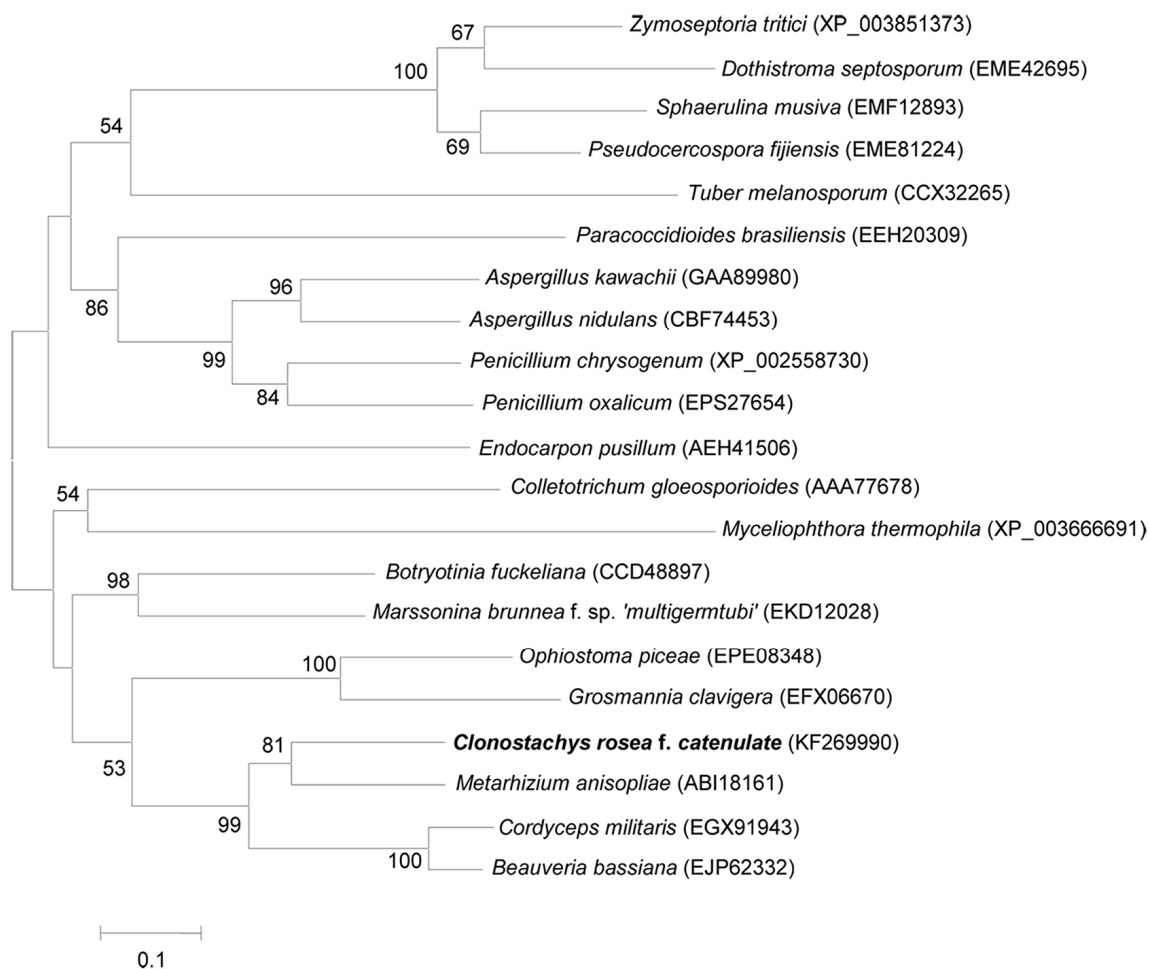 Zymoseptoria tritici (XP_003851373)
67
Dothistroma septosporum (EME42695)
100
Sphaerulina musiva (EMF12893)
54
69
Pseudocercospora fijiensis (EME81224)
Tuber melanosporum (CCX32265)
Paracoccidioides brasiliensis (EEH20309)
Aspergillus kawachii (GAA89980)
96
86
Aspergillus nidulans (CBF74453)
99
Penicillium chrysogenum (XP_002558730)
84
Penicillium oxalicum (EPS27654)
Endocarpon pusillum (AEH41506)
54
Colletotrichum gloeosporioides (AAA77678)
Myceliophthora thermophila (XP_003666691)
98
Botryotinia fuckeliana (CCD48897)
Marssonina brunnea f. sp. 'multigermtubi' (EKD12028)
100
Ophiostoma piceae (EPE08348)
Grosmannia clavigera (EFX06670)
81
Clonostachys rosea f. catenulate (KF269990)
53
Metarhizium anisopliae (ABI18161)
99
Cordyceps militaris (EGX91943)
100
Beauveria bassiana (EJP62332)
0.1